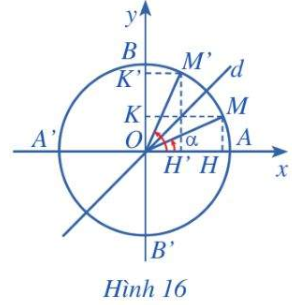 y
B M' d
K'
K M
A' O α A
H' H x
B'
Hình 16